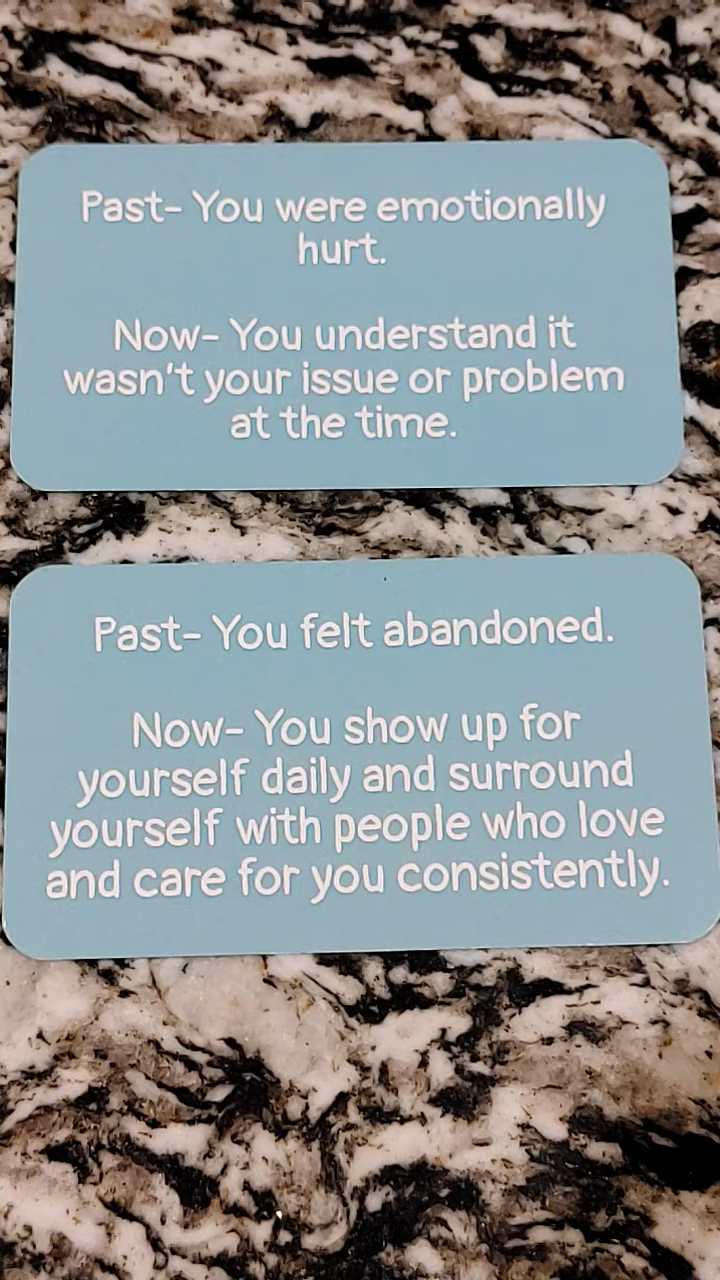 Past- You were emotionally
hurt.
Now- You understand it
wasn't your issue or problem
at the time.
Past- You felt abandoned.
Now- You show up for
yourself daily and surround
yourself with people who love
and care for you consistently.